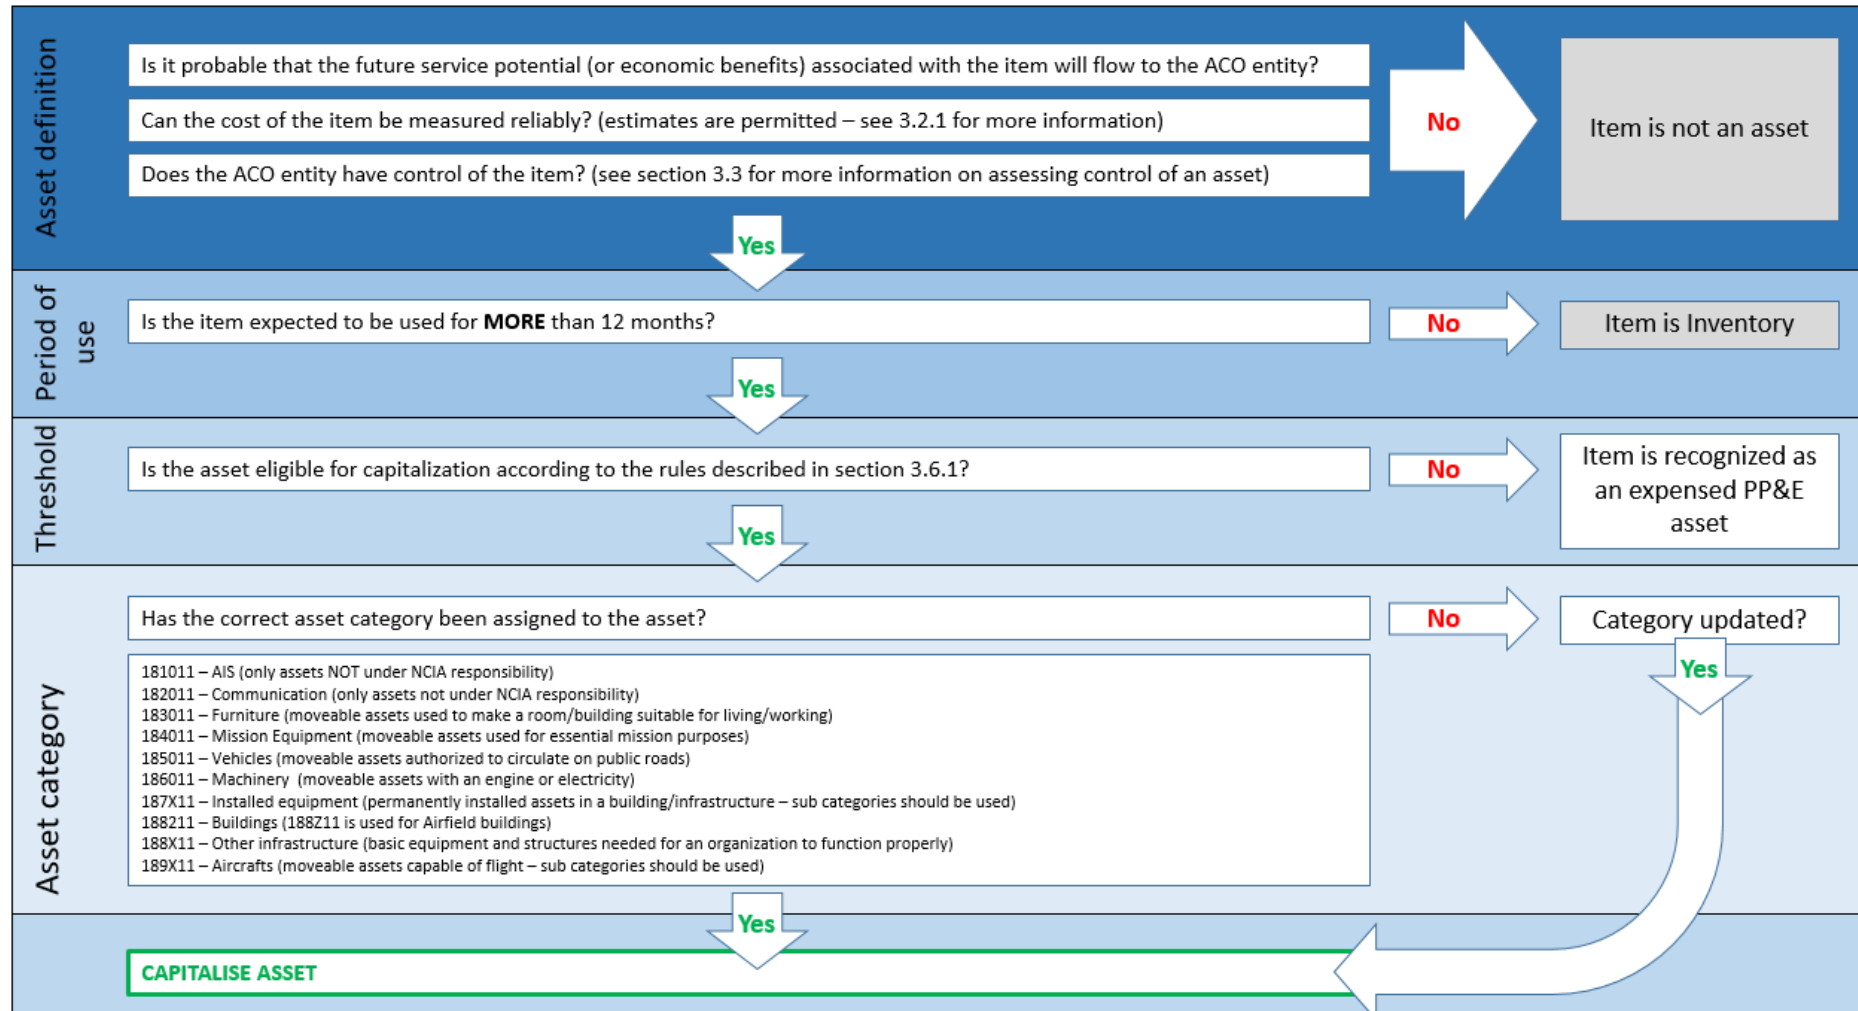 Asset definition
Is it probable that the future service potential (or economic benefits) associated with the item will flow to the ACO entity?
Can the cost of the item be measured reliably? (estimates are permitted – see 3.2.1 for more information)
Does the ACO entity have control of the item? (see section 3.3 for more information on assessing control of an asset)
No
Item is not an asset
Yes
Period of
use
Is the item expected to be used for MORE than 12 months?
No
Item is Inventory
Yes
Threshold
Is the asset eligible for capitalization according to the rules described in section 3.6.1?
No
Item is recognized as
an expensed PP&E
asset
Yes
Asset category
Has the correct asset category been assigned to the asset?
No
Category updated?
Yes
181011 – AIS (only assets NOT under NCIA responsibility)
182011 – Communication (only assets not under NCIA responsibility)
183011 – Furniture (moveable assets used to make a room/building suitable for living/working)
184011 – Mission Equipment (moveable assets used for essential mission purposes)
185011 – Vehicles (moveable assets authorized to circulate on public roads)
186011 – Machinery  (moveable assets with an engine or electricity)
187X11 – Installed equipment (permanently installed assets in a building/infrastructure – sub categories should be used)
188211 – Buildings (188Z11 is used for Airfield buildings)
188X11 – Other infrastructure (basic equipment and structures needed for an organization to function properly)
189X11 – Aircrafts (moveable assets capable of flight – sub categories should be used)
Yes
CAPITALISE ASSET